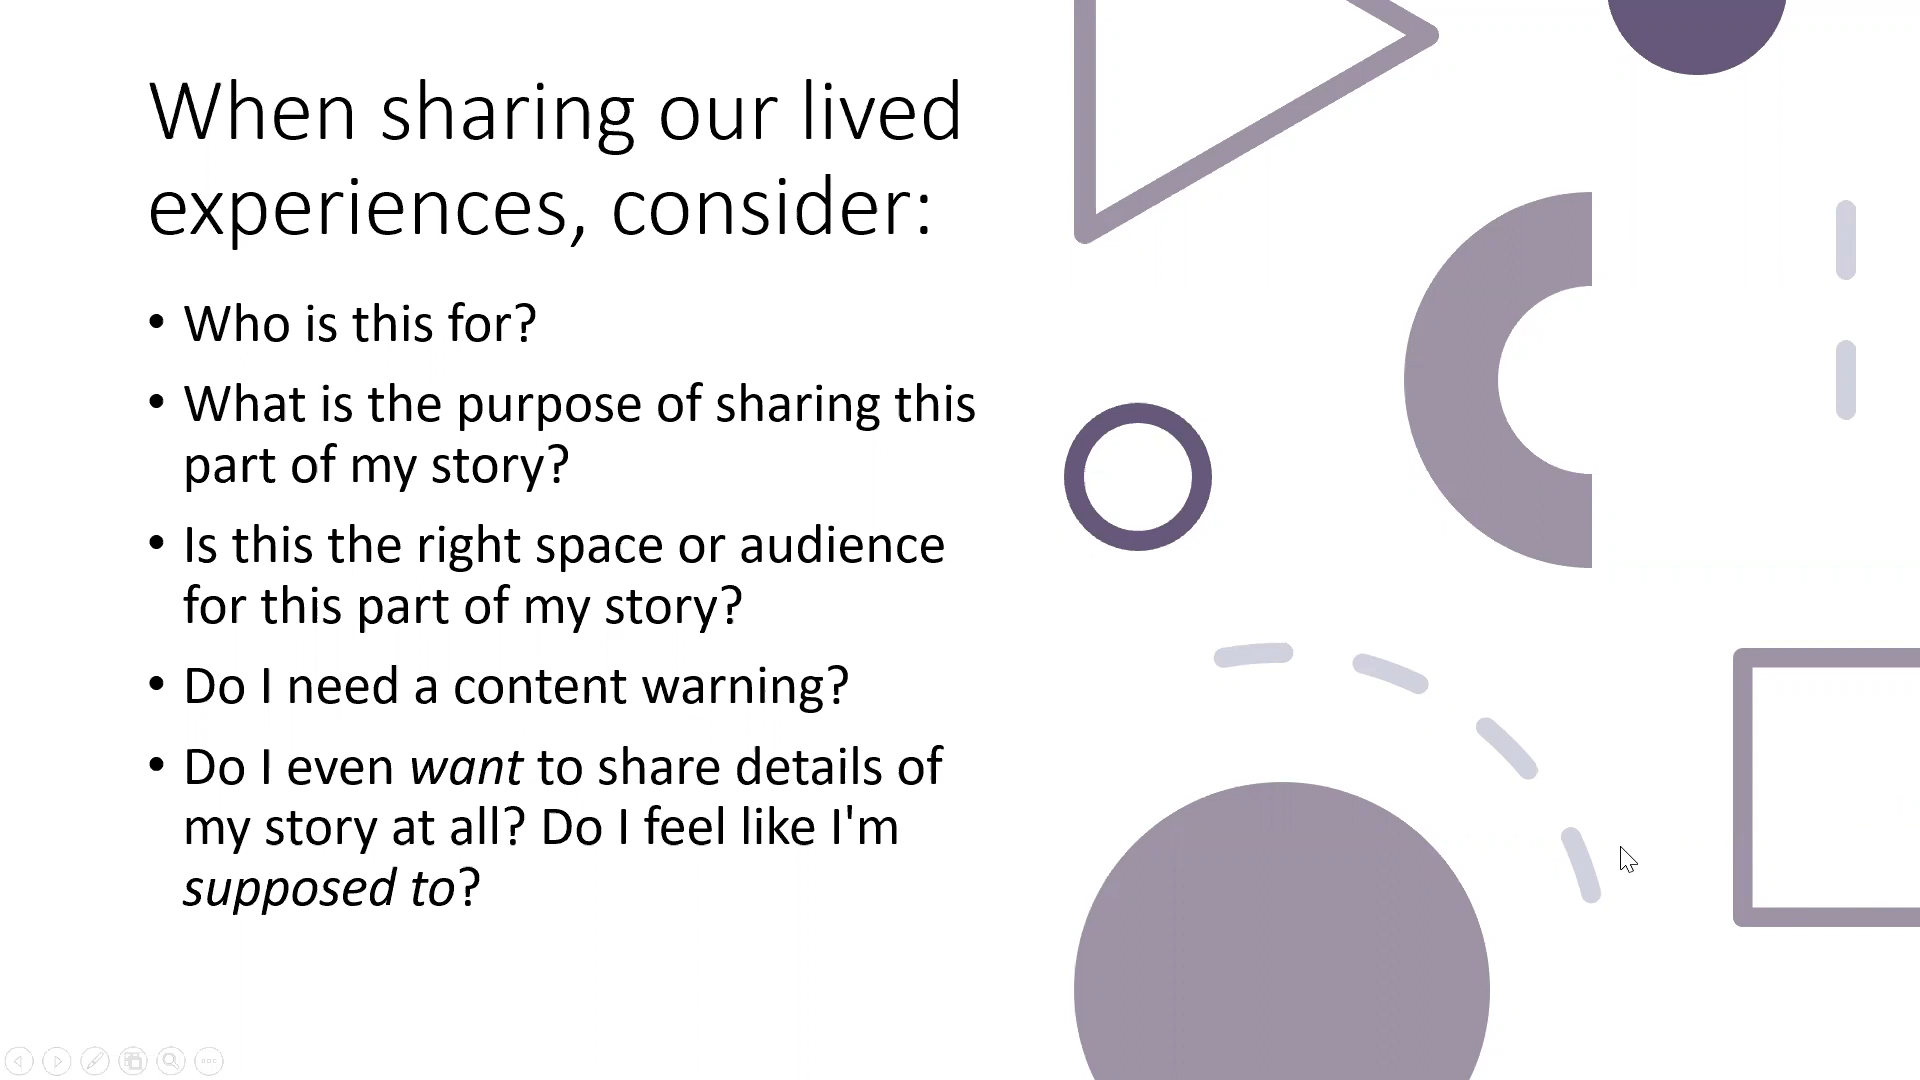 When sharing our lived
experiences, consider:
• Who is this for?
• What is the purpose of sharing this
part of my story?
• Is this the right space or audience
for this part of my story?
• Do I need a content warning?
• Do I even want to share details of
my story at all? Do I feel like I'm
supposed to?